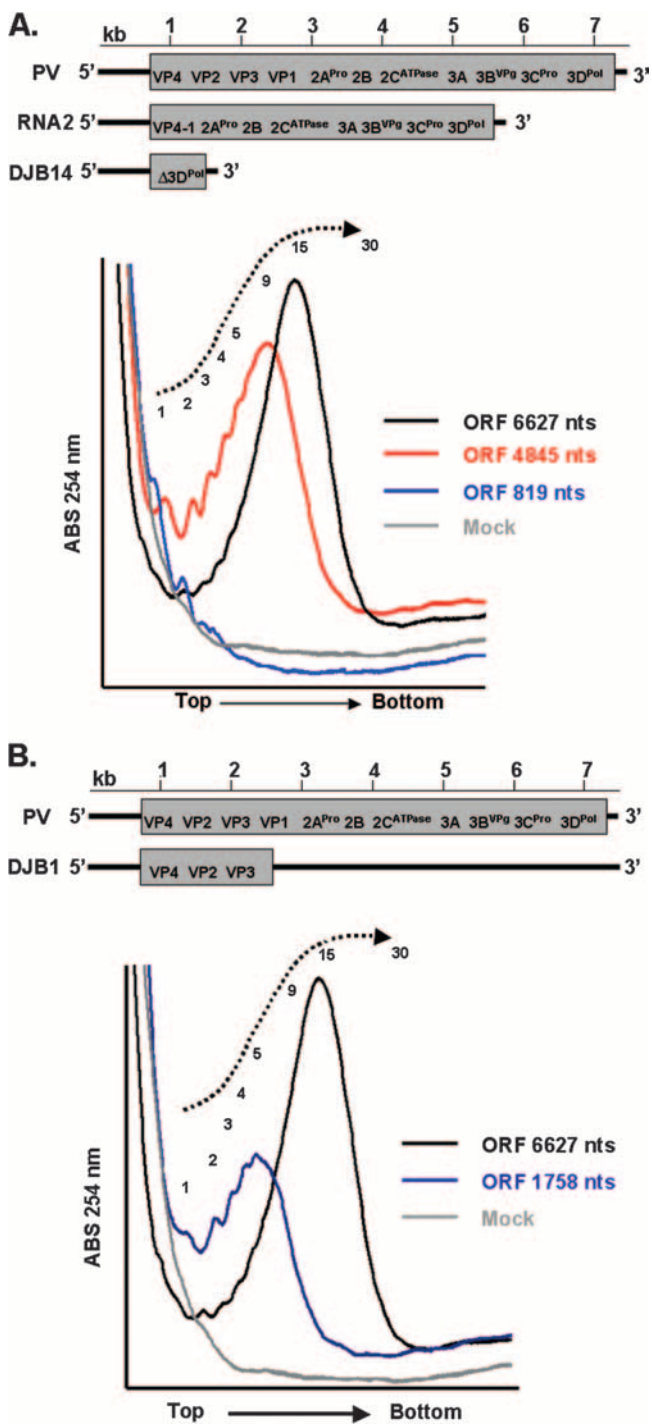 A.
kb 1 2 3 4 5 6 7
PV 5’ VP4 VP2 VP3 VP1 2APro 2B 2CATPase 3A 3BVPg 3CPro 3DPol 3’
RNA2 5’ VP4-1 2APro 2B 2CATPase 3A 3BVPg 3CPro 3DPol 3’
DJB14 5’ Δ3DPol 3’
1 2 3 4 5 9 15 30
ABS 254 nm
ORF 6627 nts
ORF 4845 nts
ORF 819 nts
Mock
Top Bottom
B.
kb 1 2 3 4 5 6 7
PV 5’ VP4 VP2 VP3 VP1 2APro 2B 2CATPase 3A 3BVPg 3CPro 3DPol 3’
DJB1 5’ VP4 VP2 VP3 3’
1 2 3 4 5 9 15 30
ABS 254 nm
ORF 6627 nts
ORF 1758 nts
Mock
Top Bottom